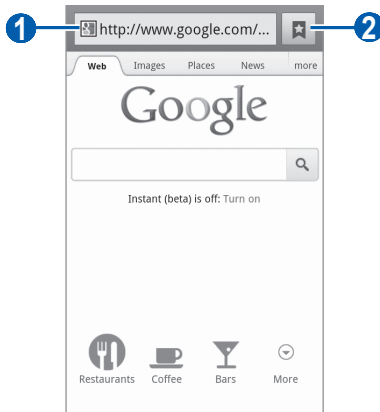 1 http://www.google.com/... 2
Web Images Places News more
Google
Instant (beta) is off: Turn on
Restaurants Coffee Bars More